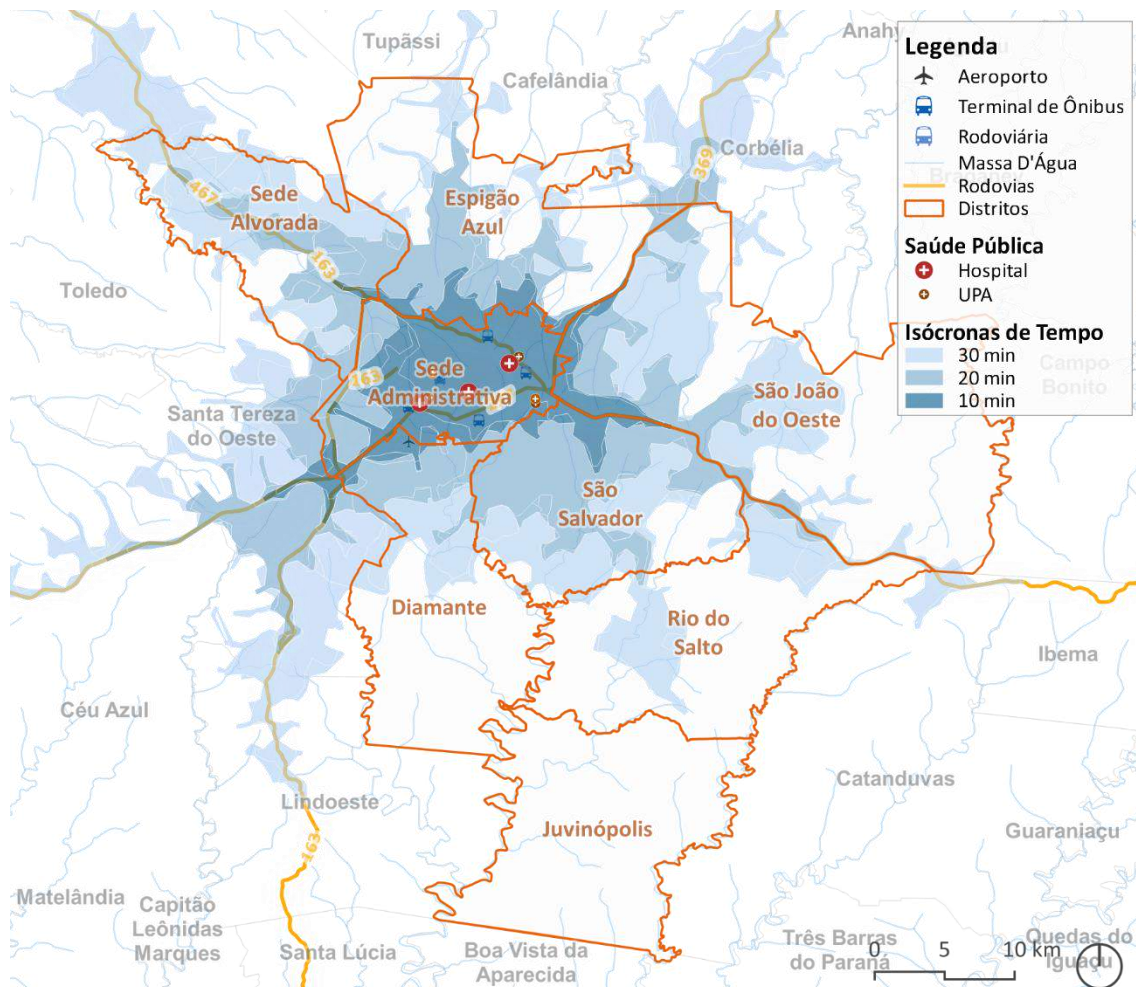 Tupãssi
Cafelândia
Corbélia
Legenda
Aeroporto
Terminal de Ônibus
Rodoviária
Massa D'Água
Rodovias
Distritos
Saúde Pública
Hospital
UPA
Isócronas de Tempo
30 min
20 min
10 min
369
467
Sede
Alvorada
Espigão
Azul
163
Toledo
Campo
Bonito
163
Sede
Administrativa
São João
do Oeste
Santa Tereza
do Oeste
São
Salvador
Diamante
Rio do
Salto
Ibema
Céu Azul
Catanduvas
Lindoeste
163
Juvinópolis
Guaraniaçu
Matelândia
Capitão
Leônidas
Marques
Santa Lúcia
Boa Vista da
Aparecida
Três Barras
do Paraná
Quedas do
Iguaçu
0 5 10 km